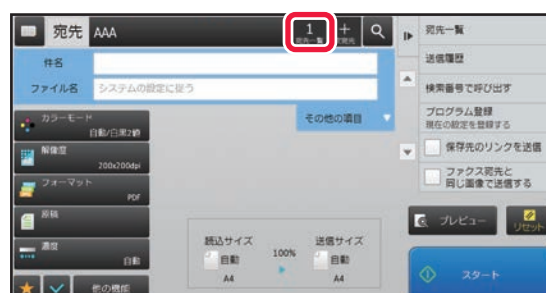 宛先 AAA
1
宛先一覧
次宛先
件名
ファイル名 システムの設定に従う
カラーモード
自動/白黒2値
その他の項目
解像度
200x200dpi
フォーマット
PDF
原稿
濃度
自動
他の機能
読込サイズ
自動
A4
100%
送信サイズ
自動
A4
宛先一覧
送信履歴
検索番号で呼び出す
プログラム登録
現在の設定を登録する
保存先のリンクを送信
ファクス宛先と
同じ画像で送信する
プレビュー
リセット
スタート